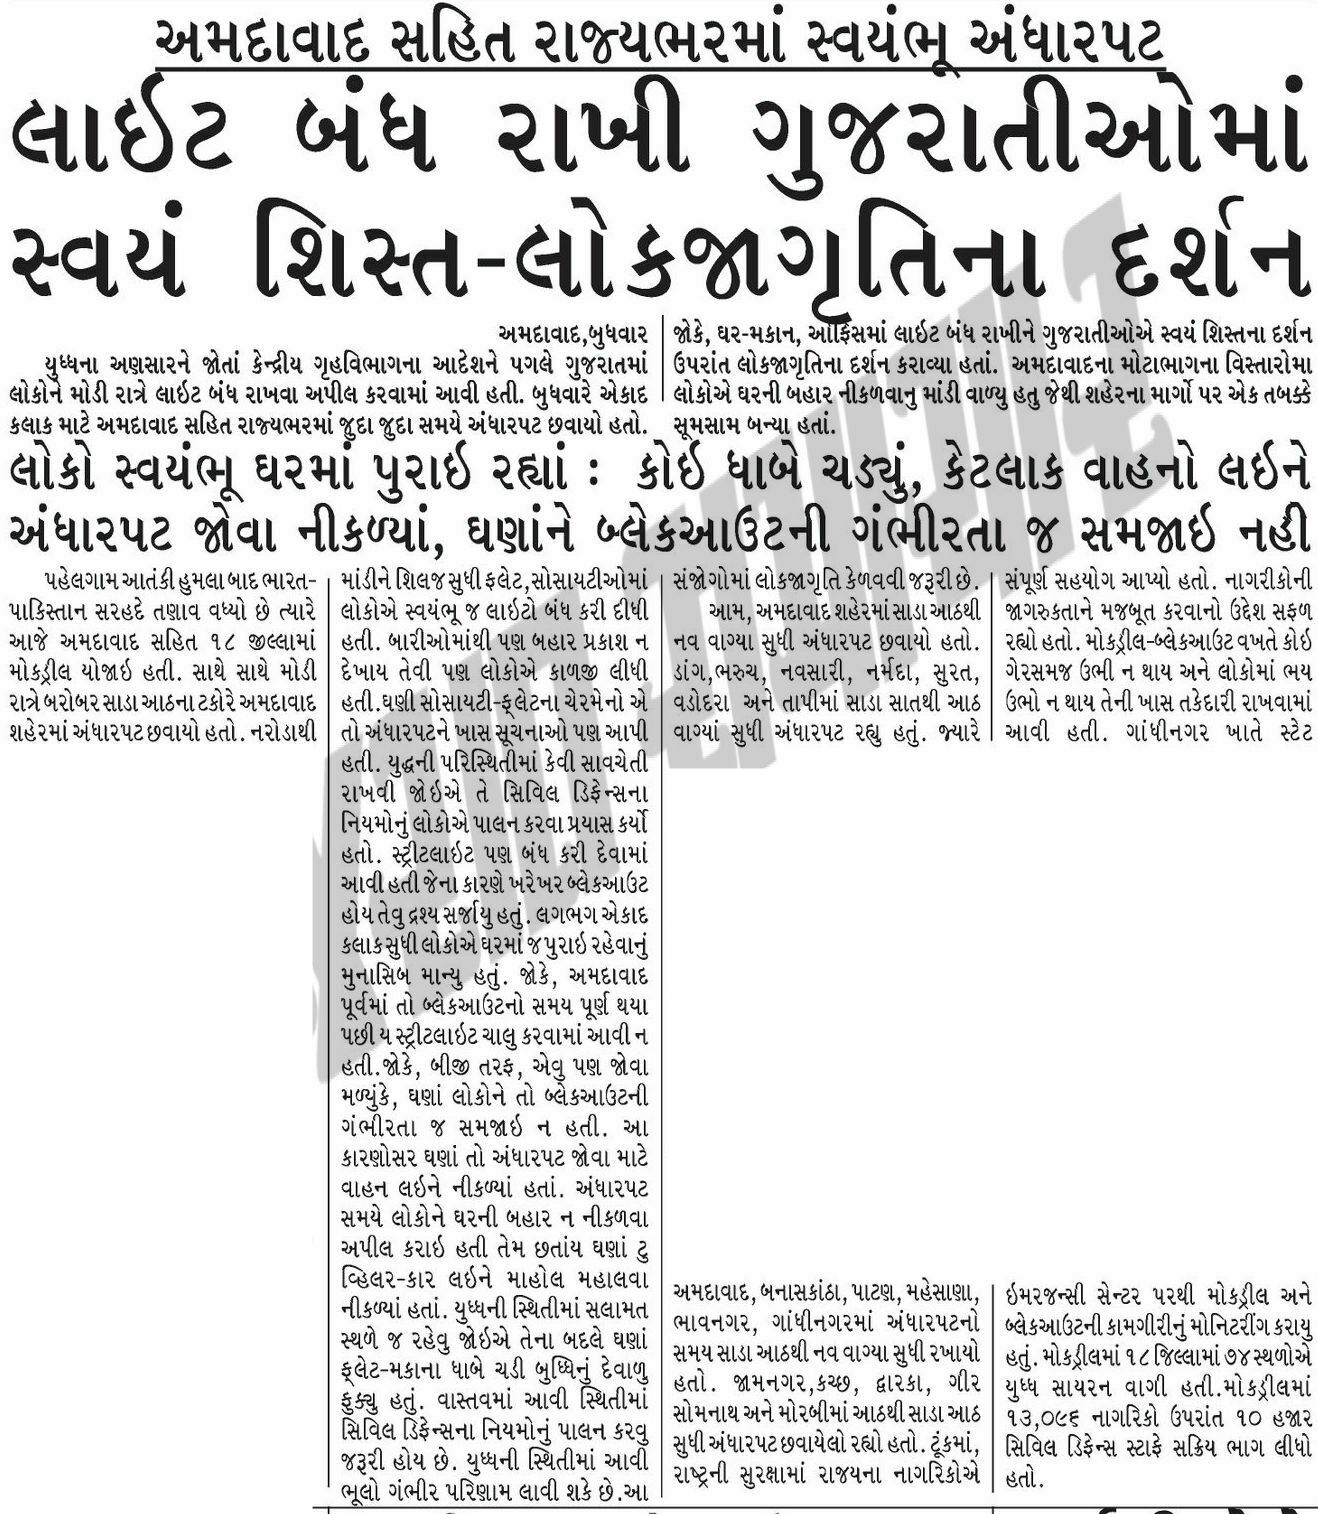 અમદાવાદ સહિત રાજ્યભરમાં સ્વયંભૂ અંધારપટ
લાઈટ બંધ રાખી ગુજરાતીઓમાં
સ્વયં શિસ્ત-લોકજાગૃતિના દર્શન
અમદાવાદ,બુધવાર
યુધ્ધના અણસારને જોતાં કેન્દ્રીય ગૃહવિભાગના આદેશને પગલે ગુજરાતમાં
લોકોને મોડી રાત્રે લાઇટ બંધ રાખવા અપીલ કરવામાં આવી હતી. બુધવારે એકાદ
કલાક માટે અમદાવાદ સહિત રાજ્યભરમાં જુદા જુદા સમયે અંધારપટ છવાયો હતો.
જોકે, ઘર-મકાન, ઓફિસમાં લાઇટ બંધ રાખીને ગુજરાતીઓએ સ્વયં શિસ્તના દર્શન
ઉપરાંત લોકજાગૃતિના દર્શન કરાવ્યા હતાં. અમદાવાદના મોટાભાગના વિસ્તારોમા
લોકોએ ઘરની બહાર નીકળવાનુ માંડી વાળ્યુ હતુ જેથી શહેરના માર્ગો પર એક તબક્કે
સૂમસામ બન્યા હતાં.
લોકો સ્વયંભૂ ઘરમાં પુરાઇ રહ્યાં : કોઇ ધાબે ચડ્યું, કેટલાક વાહનો લઇને
અંધારપટ જોવા નીકળ્યાં, ઘણાંને બ્લેકઆઉટની ગંભીરતા જ સમજાઇ નહી
પહેલગામ આતંકી હુમલા બાદ ભારત-
પાકિસ્તાન સરહદે તણાવ વધ્યો છે ત્યારે
આજે અમદાવાદ સહિત ૧૮ જીલ્લામાં
મોકડ્રીલ યોજાઇ હતી. સાથે સાથે મોડી
રાત્રે બરોબર સાડા આઠના ટકોરે અમદાવાદ
શહેરમાં અંધારપટ છવાયો હતો. નરોડાથી
માંડીને શિલજ સુધી ફલેટ,સોસાયટીઓમાં
લોકોએ સ્વયંભૂ જ લાઇટો બંધ કરી દીધી
હતી. બારીઓમાંથી પણ બહાર પ્રકાશ ન
દેખાય તેવી પણ લોકોએ કાળજી લીધી
હતી.ઘણી સોસાયટી-ફ્લેટના ચેરમેનો એ
તો અંધારપટને ખાસ સૂચનાઓ પણ આપી
હતી. યુદ્ધની પરિસ્થિતીમાં કેવી સાવચેતી
રાખવી જોઇએ તે સિવિલ ડિફેન્સના
નિયમોનું લોકોએ પાલન કરવા પ્રયાસ કર્યો
હતો. સ્ટ્રીટલાઇટ પણ બંધ કરી દેવામાં
આવી હતી જેના કારણે ખરેખર બ્લેકઆઉટ
હોય તેવુ દ્રશ્ય સર્જાયુ હતું. લગભગ એકાદ
કલાક સુધી લોકોએ ઘરમાં જ પુરાઇ રહેવાનું
મુનાસિબ માન્યુ હતું. જોકે, અમદાવાદ
પૂર્વમાં તો બ્લેકઆઉટનો સમય પૂર્ણ થયા
પછી ય સ્ટ્રીટલાઇટ ચાલુ કરવામાં આવી ન
હતી.જોકે, બીજી તરફ, એવુ પણ જોવા
મળ્યુંકે, ઘણાં લોકોને તો બ્લેકઆઉટની
ગંભીરતા જ સમજાઇ ન હતી. આ
કારણોસર ઘણાં તો અંધારપટ જોવા માટે
વાહન લઇને નીકળ્યાં હતાં. અંધારપટ
સમયે લોકોને ઘરની બહાર ન નીકળવા
અપીલ કરાઇ હતી તેમ છતાંય ઘણાં ટુ
વ્હિલર-કાર લઇને માહોલ મહાલવા
નીકળ્યાં હતાં. યુધ્ધની સ્થિતીમાં સલામત
સ્થળે જ રહેવુ જોઇએ તેના બદલે ઘણાં
ફ્લેટ-મકાના ધાબે ચડી બુધ્ધિનું દેવાળુ
ફુક્યુ હતું. વાસ્તવમાં આવી સ્થિતીમાં
સિવિલ ડિફેન્સના નિયમોનું પાલન કરવુ
જરૂરી હોય છે. યુધ્ધની સ્થિતીમાં આવી
ભૂલો ગંભીર પરિણામ લાવી શકે છે.આ
સંજોગોમાં લોકજાગૃતિ કેળવવી જરૂરી છે.
આમ, અમદાવાદ શહેરમાં સાડા આઠથી
નવ વાગ્યા સુધી અંધારપટ છવાયો હતો.
ડાંગ,ભરુચ, નવસારી, નર્મદા, સુરત,
વડોદરા અને તાપીમાં સાડા સાતથી આઠ
વાગ્યાં સુધી અંધારપટ રહ્યુ હતું. જ્યારે
અમદાવાદ,બનાસકાંઠા,પાટણ,મહેસાણા,
ભાવનગર, ગાંધીનગરમાં અંધારપટનો
સમય સાડા આઠથી નવ વાગ્યા સુધી રખાયો
હતો. જામનગર,કચ્છ, દ્વારકા, ગીર
સોમનાથ અને મોરબીમાં આઠથી સાડા આઠ
સુધી અંધારપટ છવાયેલો રહ્યો હતો. ટૂંકમાં,
રાષ્ટ્રની સુરક્ષામાં રાજ્યના નાગરિકોએ
સંપૂર્ણ સહયોગ આપ્યો હતો. નાગરીકોની
જાગરુકતાને મજબૂત કરવાનો ઉદ્દેશ સફળ
રહ્યો હતો. મોકડ્રીલ-બ્લેકઆઉટ વખતે કોઇ
ગેરસમજ ઉભી ન થાય અને લોકોમાં ભય
ઉભો ન થાય તેની ખાસ તકેદારી રાખવામાં
આવી હતી. ગાંધીનગર ખાતે સ્ટેટ
ઇમરજન્સી સેન્ટર પરથી મોકડ્રીલ અને
બ્લેકઆઉટની કામગીરીનું મોનિટરીંગ કરાયુ
હતું. મોકડ્રીલમાં ૧૮ જિલ્લામાં ૭૪ સ્થળોએ
યુધ્ધ સાયરન વાગી હતી.મોકડ્રીલમાં
૧૩,૦૯૬ નાગરિકો ઉપરાંત ૧૦ હજાર
સિવિલ ડિફેન્સ સ્ટાફે સક્રિય ભાગ લીધો
હતો.